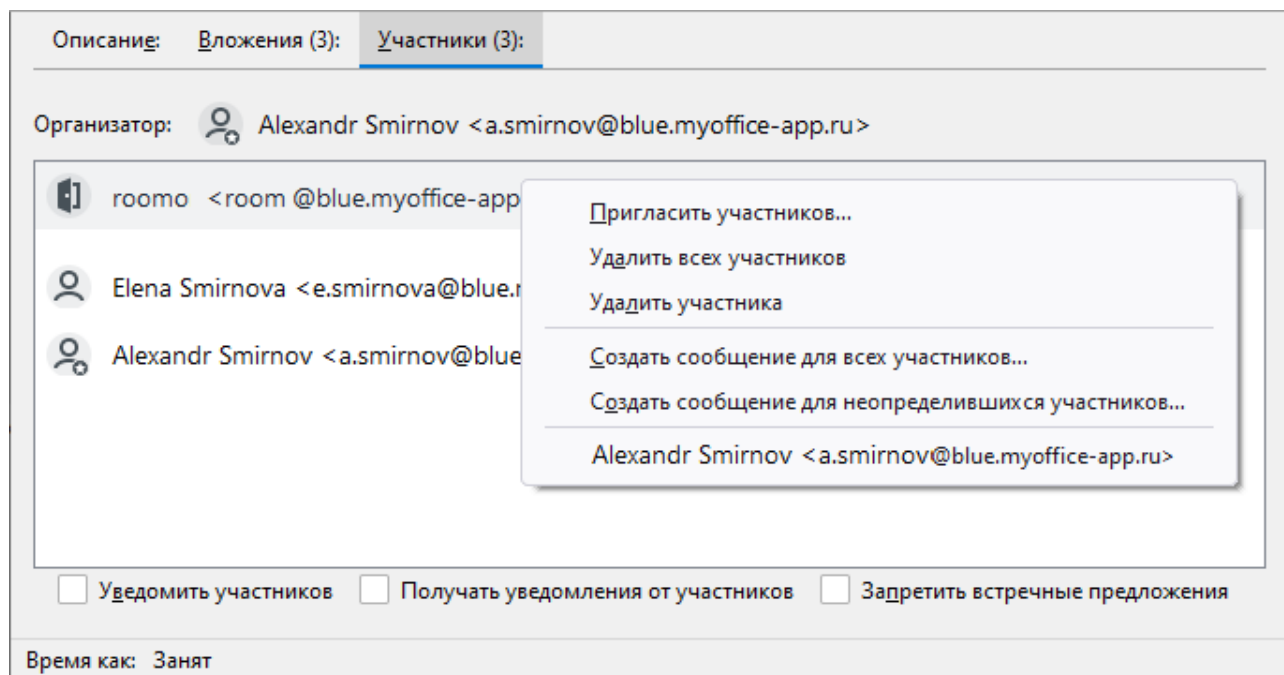 Описание: Вложения (3): Участники (3):
Организатор: Alexandr Smirnov <a.smirnov@blue.myoffice-app.ru>
roomo <room @blue.myoffice-app
Elena Smirnova <e.smirnova@blue.
Alexandr Smirnov <a.smirnov@blue
Пригласить участников...
Удалить всех участников
Удалить участника
Создать сообщение для всех участников...
Создать сообщение для неопределившихся участников...
Alexandr Smirnov <a.smirnov@blue.myoffice-app.ru>
Уведомить участников Получать уведомления от участников Запретить встречные предложения
Время как: Занят